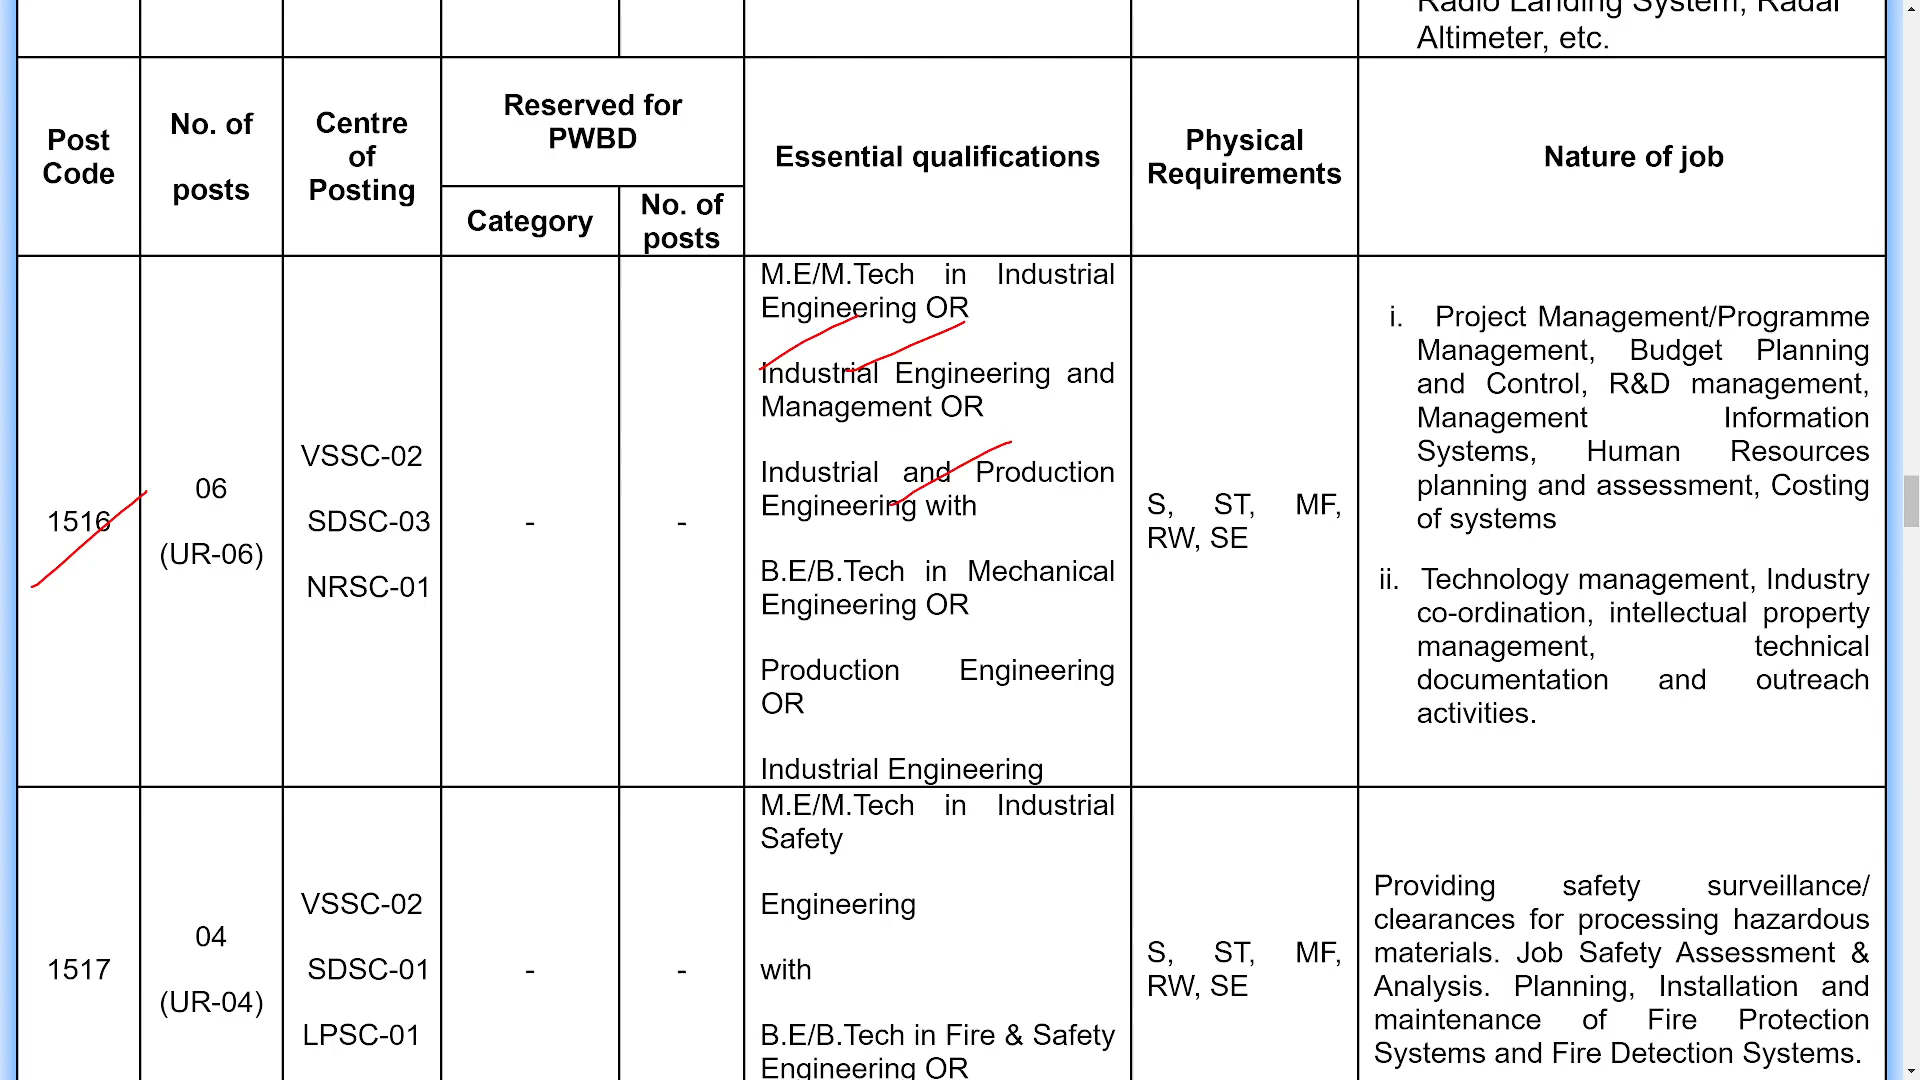 Radio Landing System, Radar
Altimeter, etc.
Post
Code
No. of
posts
Centre
of
Posting
Reserved for
PWBD
Category
No. of
posts
Essential qualifications
Physical
Requirements
Nature of job
1516
06
(UR-06)
VSSC-02
SDSC-03
NRSC-01
-
-
M.E/M.Tech in Industrial
Engineering OR
Industrial Engineering and
Management OR
Industrial and Production
Engineering with
B.E/B.Tech in Mechanical
Engineering OR
Production Engineering
OR
Industrial Engineering
S, ST, MF,
RW, SE
i. Project Management/Programme
Management, Budget Planning
and Control, R&D management,
Management Information
Systems, Human Resources
planning and assessment, Costing
of systems
ii. Technology management, Industry
co-ordination, intellectual property
management, technical
documentation and outreach
activities.
1517
04
(UR-04)
VSSC-02
SDSC-01
LPSC-01
-
-
M.E/M.Tech in Industrial
Safety
Engineering
with
B.E/B.Tech in Fire & Safety
Engineering OR
S, ST, MF,
RW, SE
Providing safety surveillance/
clearances for processing hazardous
materials. Job Safety Assessment &
Analysis. Planning, Installation and
maintenance of Fire Protection
Systems and Fire Detection Systems.